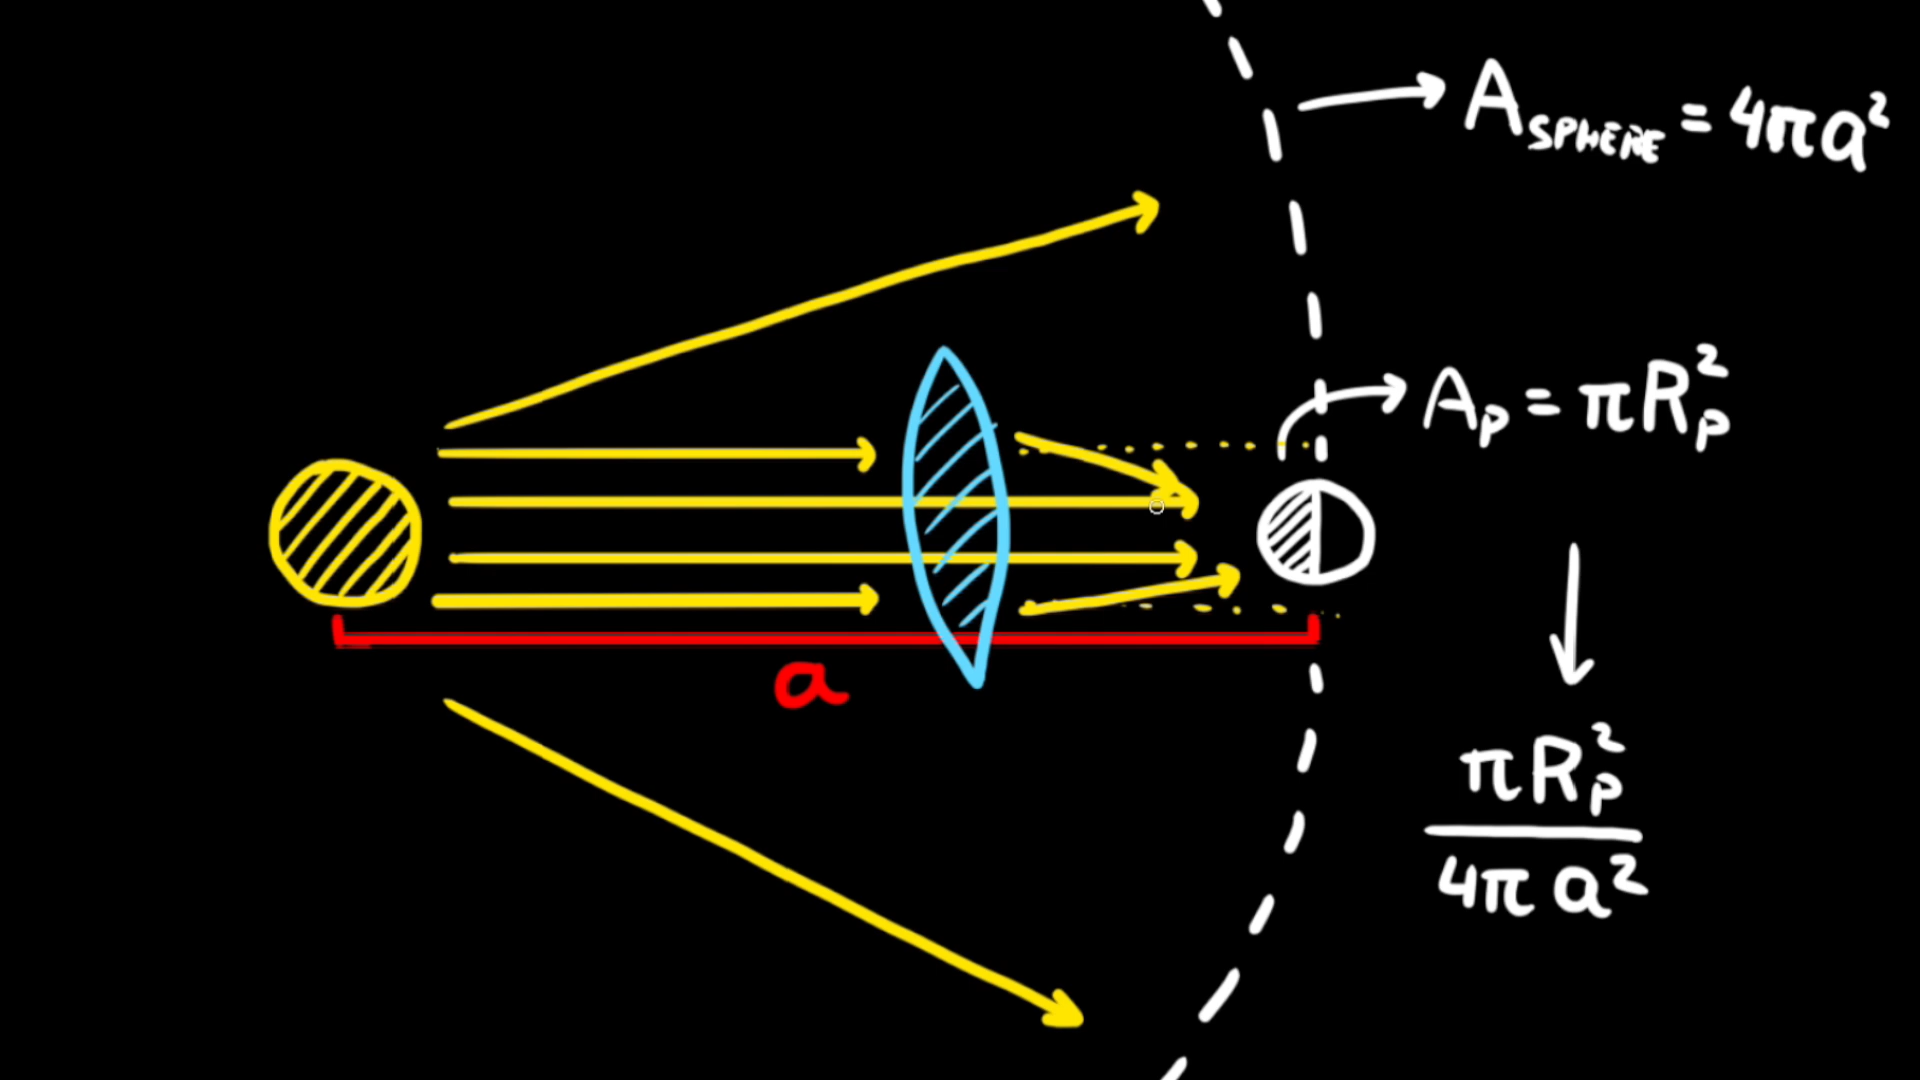 A_SPHERE = 4πa²
A_p = πR_p²
a
πR_p²
4πa²